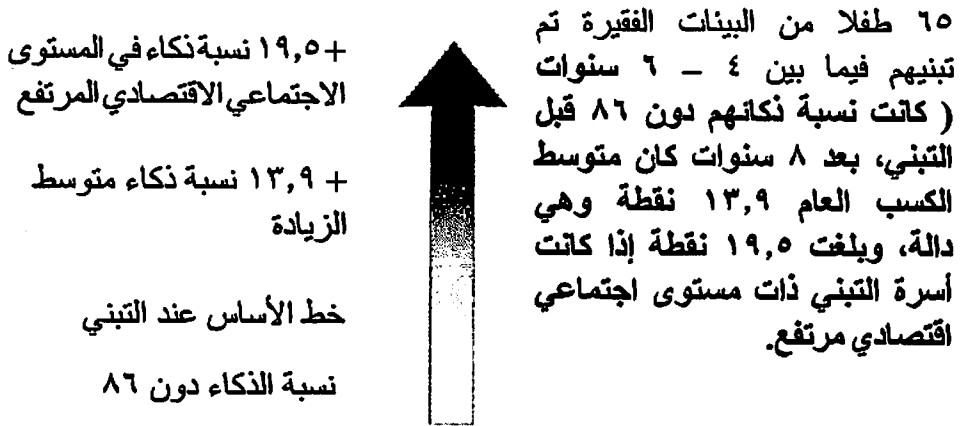 ٦٥ طفلا من البيئات الفقيرة تم
تبنيهم فيما بين ٤ – ٦ سنوات
( كانت نسبة ذكائهم دون ٨٦ قبل
التبني، بعد ٨ سنوات كان متوسط
الكسب العام ١٣,٩ نقطة وهي
دالة، وبلغت ١٩,٥ نقطة إذا كانت
أسرة التبني ذات مستوى اجتماعي
اقتصادي مرتفع.
+١٩,٥ نسبة ذكاء في المستوى
الاجتماعي الاقتصادي المرتفع
+ ١٣,٩ نسبة ذكاء متوسط
الزيادة
خط الأساس عند التبني
نسبة الذكاء دون ٨٦